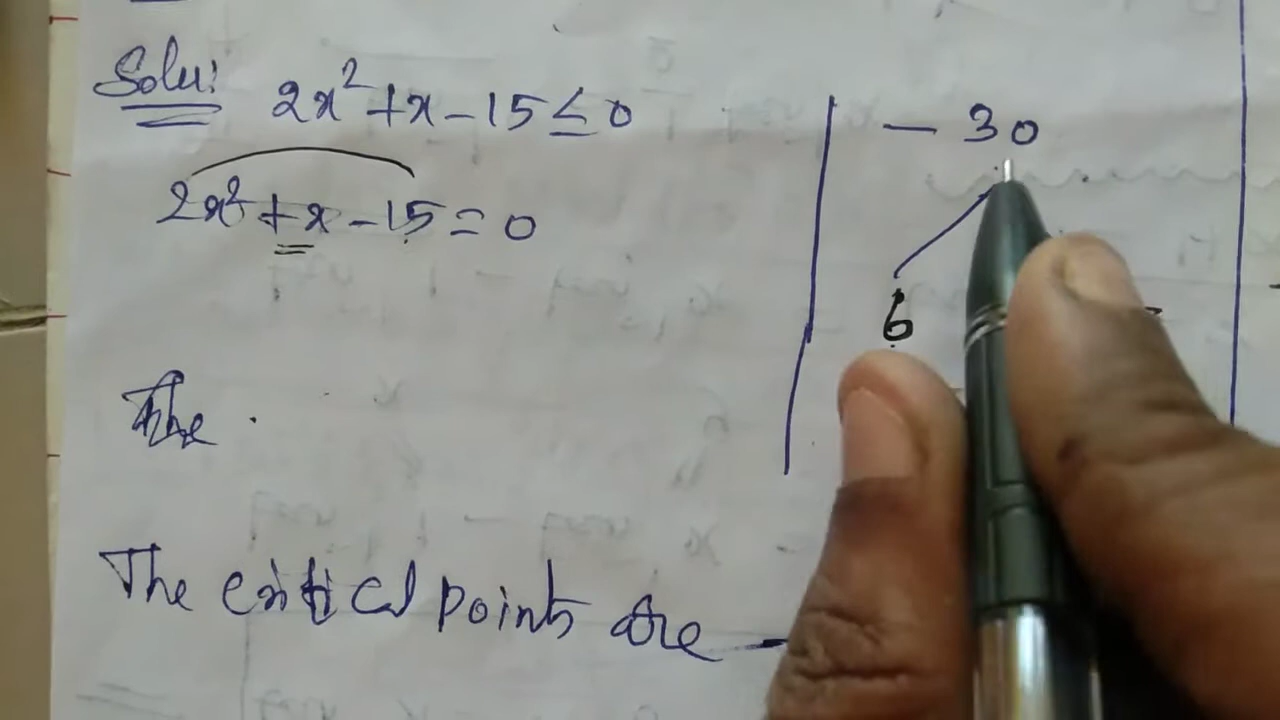 Solu: 2x² + x - 15 ≤ 0
2x² + x - 15 = 0
- 30
6
The
The critical points are -